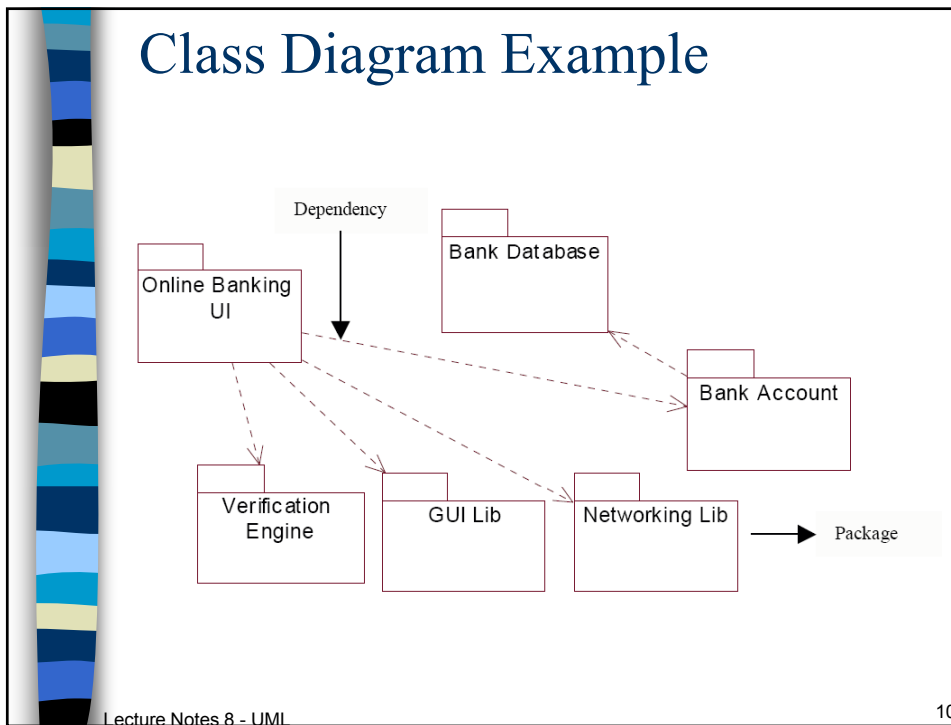 Class Diagram Example
Dependency
Bank Database
Online Banking
UI
Bank Account
Verification
Engine
GUI Lib
Networking Lib
Package
Lecture Notes 8 - UML
10